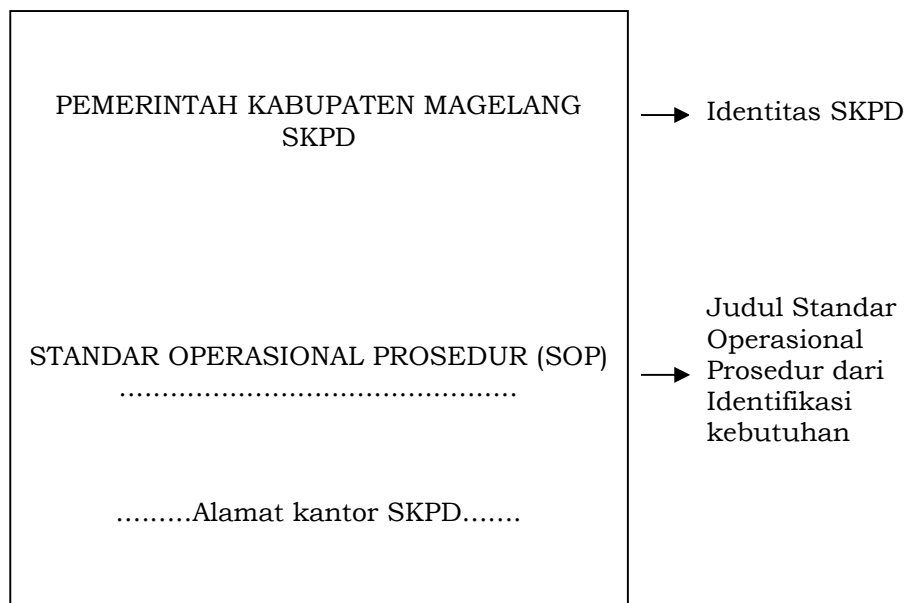 PEMERINTAH KABUPATEN MAGELANG
SKPD
Identitas SKPD
STANDAR OPERASIONAL PROSEDUR (SOP)
……………………………………….
Judul Standar
Operasional
Prosedur dari
Identifikasi
kebutuhan
………Alamat kantor SKPD…….